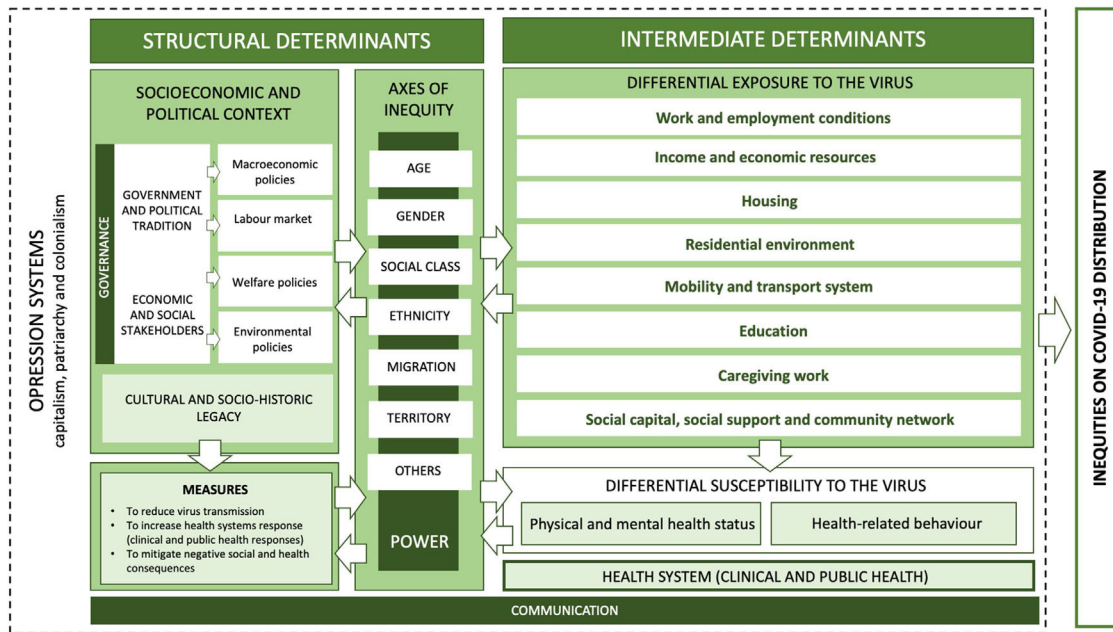 OPRESSION SYSTEMS
capitalism, patriarchy and colonialism
STRUCTURAL DETERMINANTS
SOCIOECONOMIC AND
POLITICAL CONTEXT
GOVERNANCE
GOVERNMENT
AND POLITICAL
TRADITION
ECONOMIC
AND SOCIAL
STAKEHOLDERS
Macroeconomic
policies
Labour market
Welfare policies
Environmental
policies
CULTURAL AND SOCIO-HISTORIC
LEGACY
MEASURES
• To reduce virus transmission
• To increase health systems response
(clinical and public health responses)
• To mitigate negative social and health
consequences
AXES OF
INEQUITY
AGE
GENDER
SOCIAL CLASS
ETHNICITY
MIGRATION
TERRITORY
OTHERS
POWER
INTERMEDIATE DETERMINANTS
DIFFERENTIAL EXPOSURE TO THE VIRUS
Work and employment conditions
Income and economic resources
Housing
Residential environment
Mobility and transport system
Education
Caregiving work
Social capital, social support and community network
DIFFERENTIAL SUSCEPTIBILITY TO THE VIRUS
Physical and mental health status
Health-related behaviour
HEALTH SYSTEM (CLINICAL AND PUBLIC HEALTH)
COMMUNICATION
INEQUITIES ON COVID-19 DISTRIBUTION